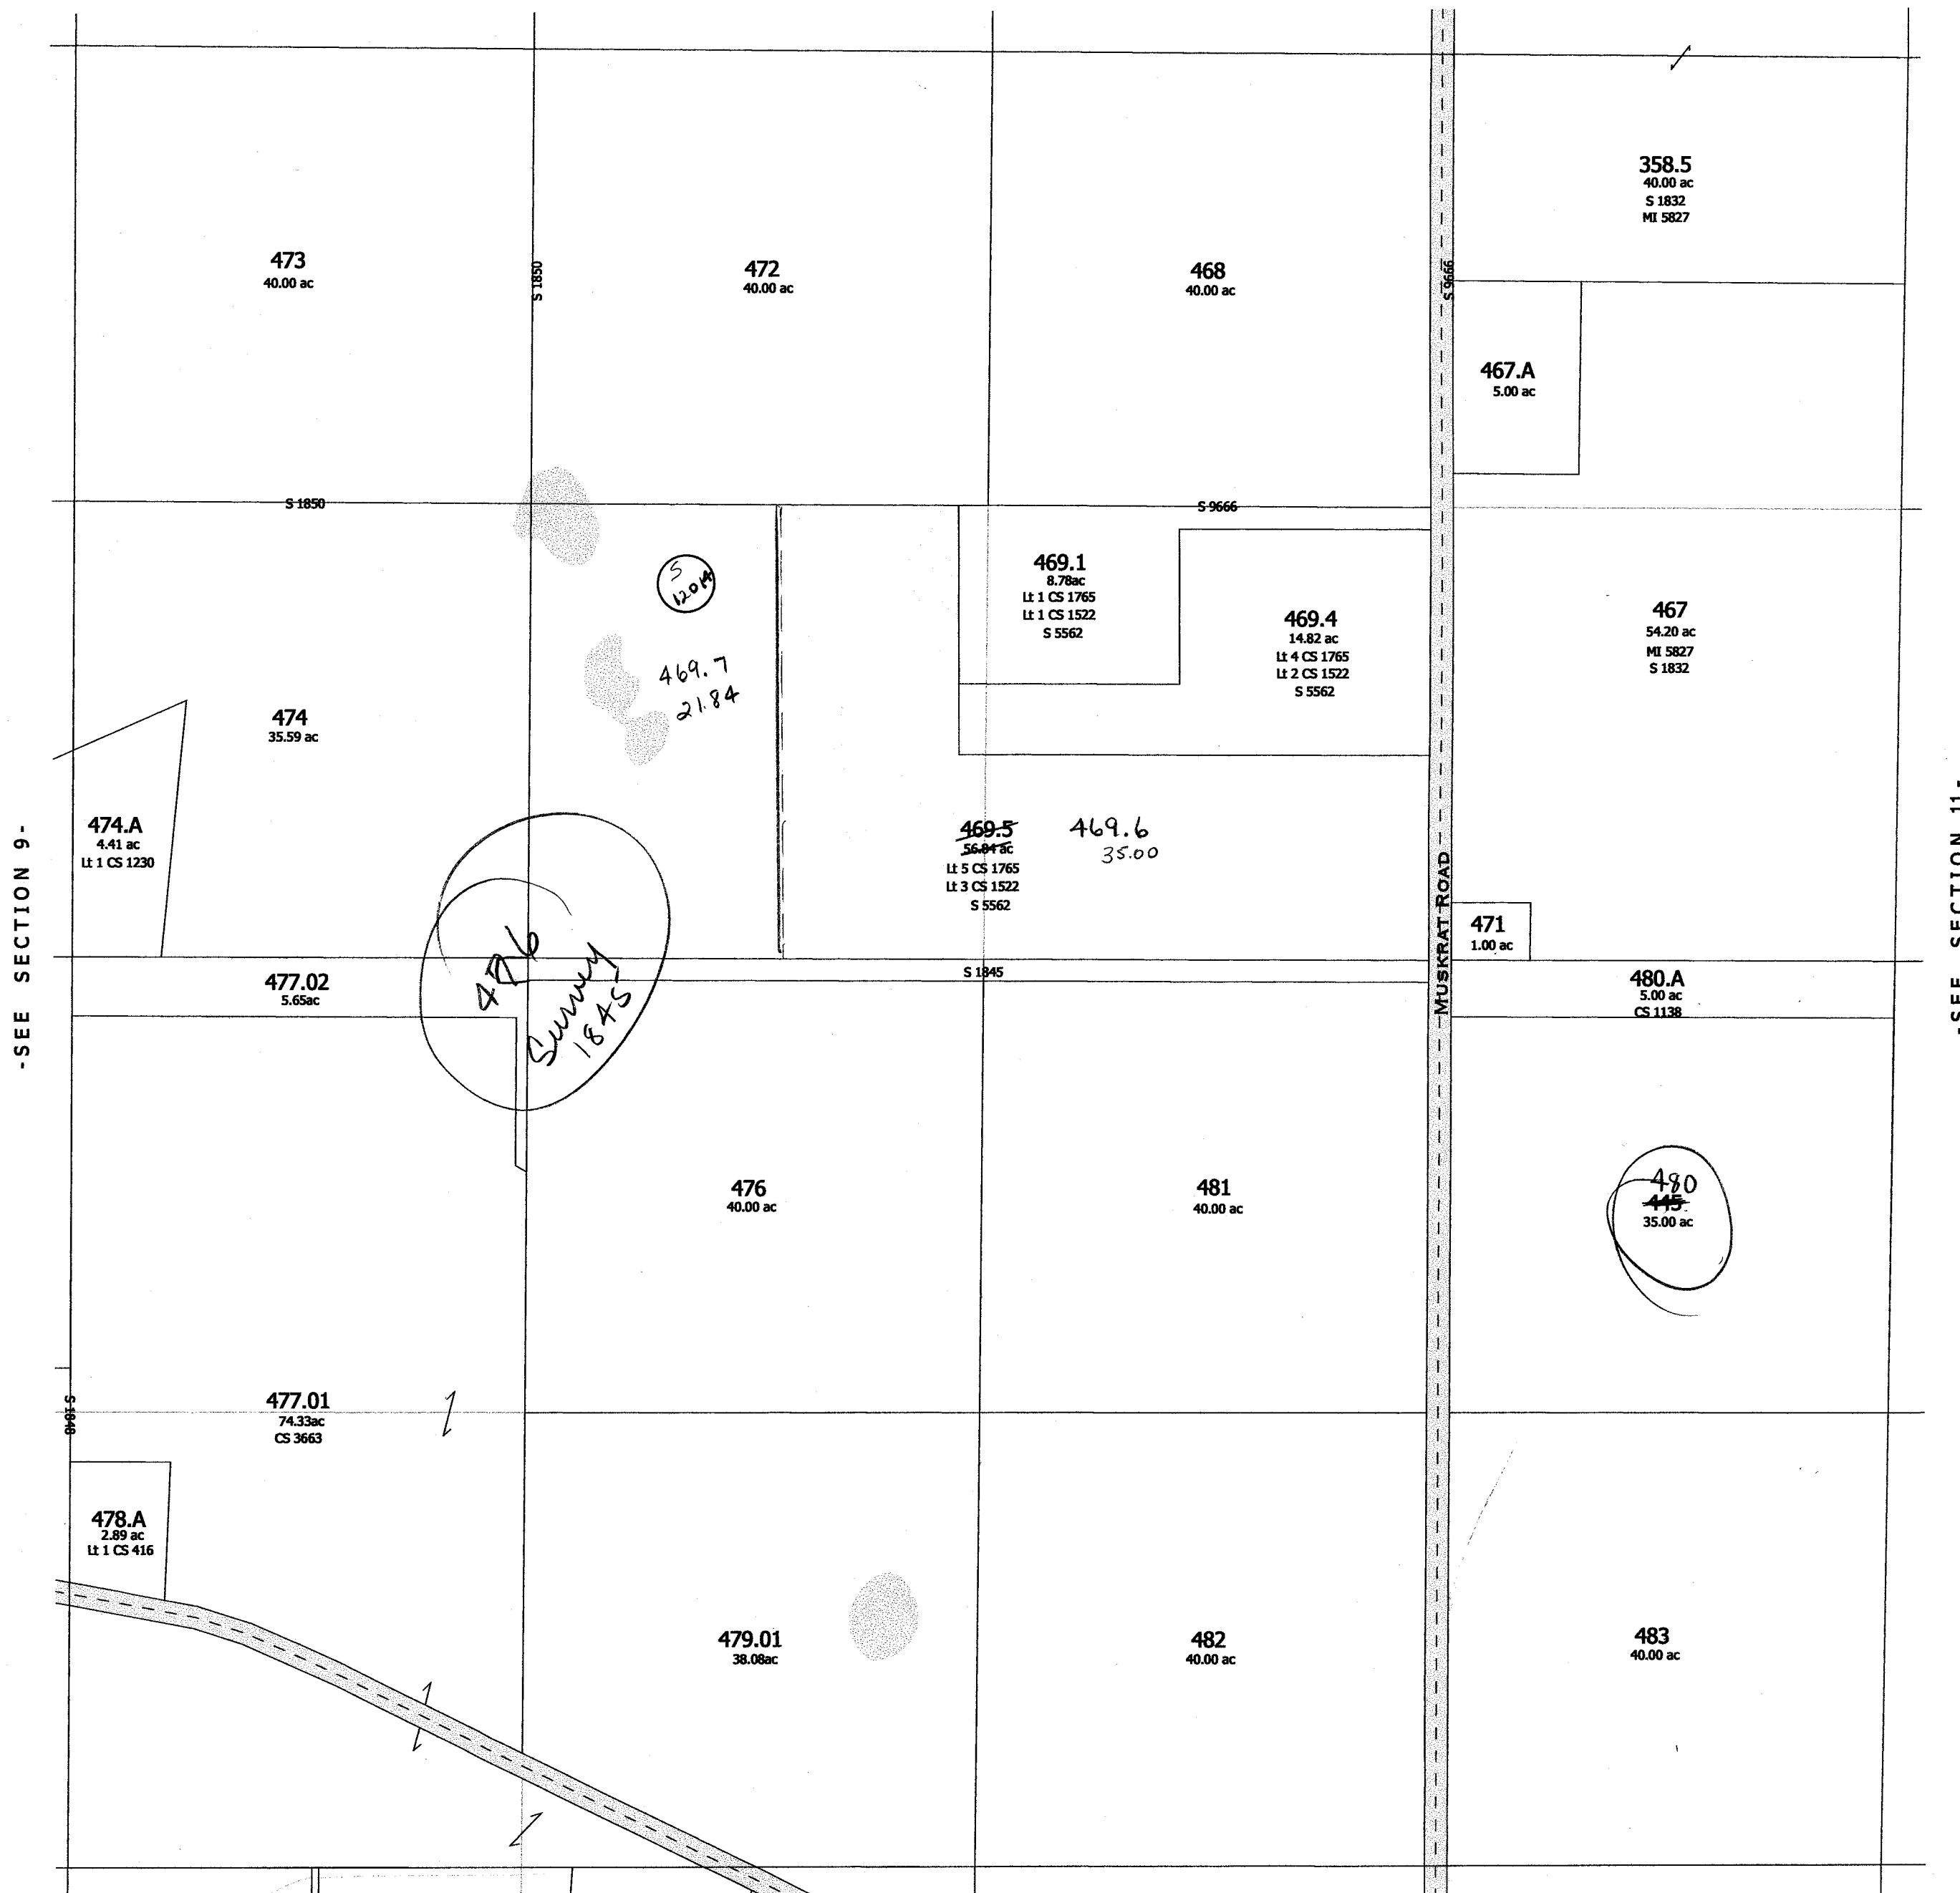 358.5
40.00 ac
S 1832
MI 5827
473
40.00 ac
S 1850
472
40.00 ac
468
40.00 ac
S 9666
467.A
5.00 ac
S 1850
S 9666
S
12014
469.7
21.84
469.1
8.78ac
Lt 1 CS 1765
Lt 1 CS 1522
S 5562
469.4
14.82 ac
Lt 4 CS 1765
Lt 2 CS 1522
S 5562
467
54.20 ac
MI 5827
S 1832
474
35.59 ac
474.A
4.41 ac
Lt 1 CS 1230
469.5
56.84 ac
Lt 5 CS 1765
Lt 3 CS 1522
S 5562
469.6
35.00
-SEE SECTION 9-
-SEE SECTION 11-
MUSKRAT ROAD
471
1.00 ac
477.02
5.65ac
476
Survey
1845
S 1845
480.A
5.00 ac
CS 1138
476
40.00 ac
481
40.00 ac
480
445
35.00 ac
477.01
74.33ac
CS 3663
478.A
2.89 ac
Lt 1 CS 416
479.01
38.08ac
482
40.00 ac
483
40.00 ac